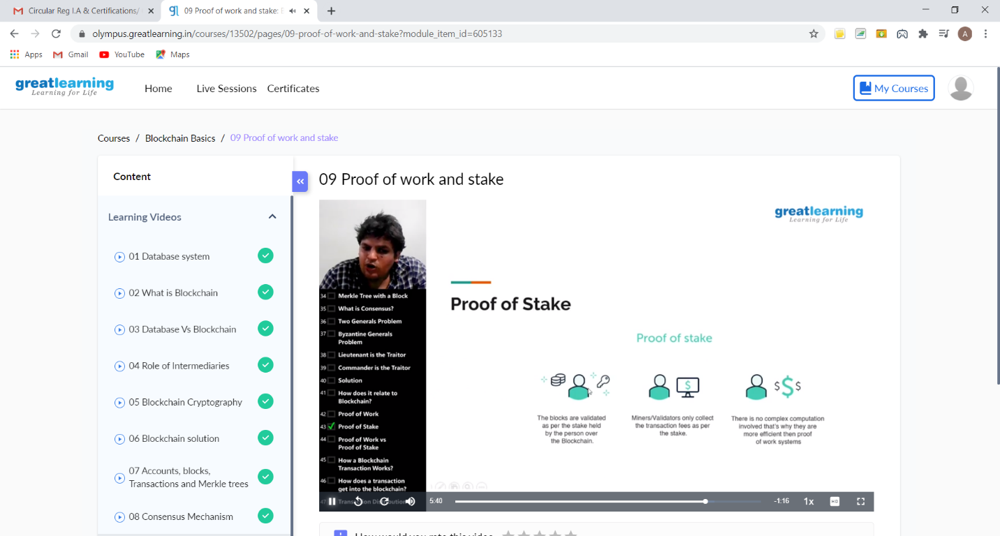 Circular Reg I.A & Certifications/
09 Proof of work and stake:
olympus.greatlearning.in/courses/13502/pages/09-proof-of-work-and-stake?module_item_id=605133
A
Apps
Gmail
YouTube
Maps
greatlearning
Learning for Life
Home
Live Sessions
Certificates
My Courses
Courses / Blockchain Basics / 09 Proof of work and stake
Content
Learning Videos
01 Database system
02 What is Blockchain
03 Database Vs Blockchain
04 Role of Intermediaries
05 Blockchain Cryptography
06 Blockchain solution
07 Accounts, blocks,
Transactions and Merkle trees
08 Consensus Mechanism
«
09 Proof of work and stake
34 Merkle Tree with a Block
35 What is Consensus?
36 Two Generals Problem
37 Byzantine Generals
Problem
38 Lieutenant is the Traitor
39 Commander is the Traitor
40 Solution
41 How does it relate to
Blockchain?
42 Proof of Work
43 Proof of Stake
44 Proof of Work vs
Proof of Stake
45 How a Blockchain
Transaction Works?
46 How does a transaction
get into the blockchain?
47 Transaction Distribution
greatlearning
Learning for Life
Proof of Stake
Proof of stake
The blocks are validated
as per the stake held
by the person over
the Blockchain.
Miners/Validators only collect
the transaction fees as per
the stake.
There is no complex computation
involved that's why they are
more efficient then proof
of work systems
5:40
-1:16
1x
HD
How would you rate this video